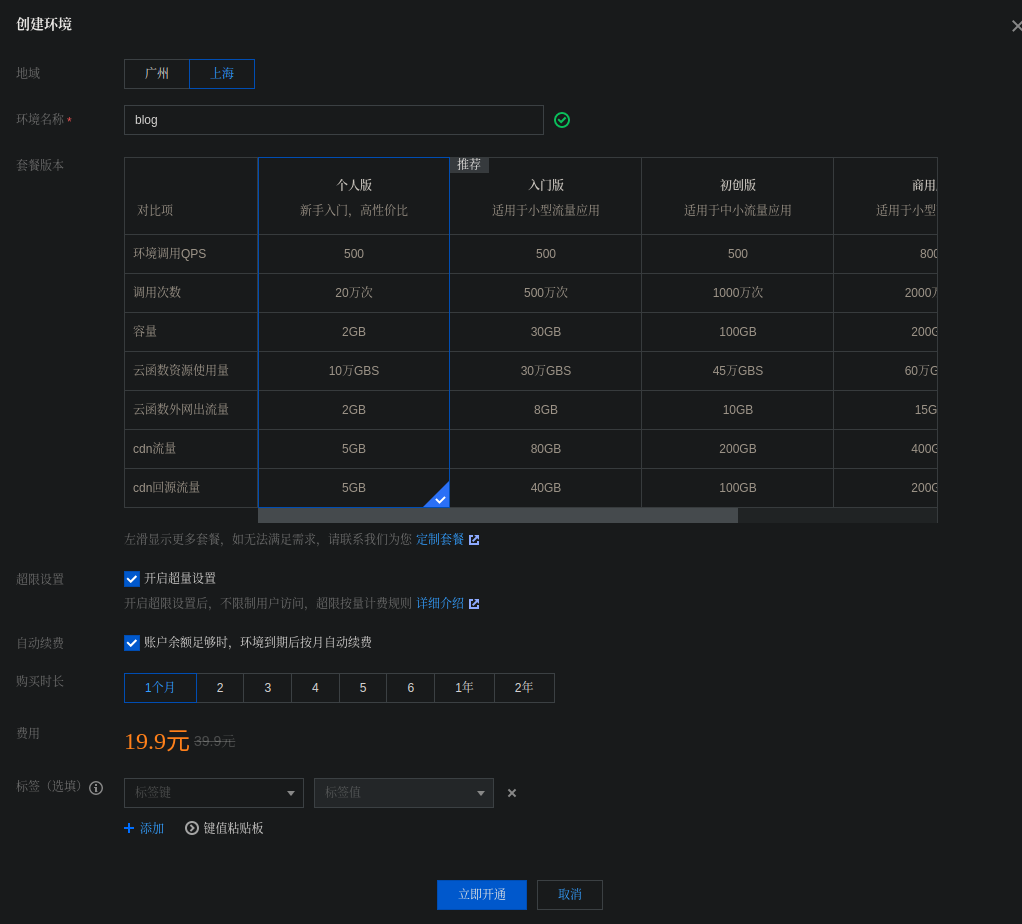 创建环境
地域 广州 上海
环境名称 * blog
套餐版本
推荐
对比项 个人版 入门版 初创版 商用
新手入门，高性价比 适用于小型流量应用 适用于中小流量应用 适用于小型
环境调用QPS 500 500 500 800
调用次数 20万次 500万次 1000万次 2000万
容量 2GB 30GB 100GB 200G
云函数资源使用量 10万GBS 30万GBS 45万GBS 60万G
云函数外网出流量 2GB 8GB 10GB 15G
cdn流量 5GB 80GB 200GB 400G
cdn回源流量 5GB 40GB 100GB 200G
左滑显示更多套餐，如无法满足需求，请联系我们为您 定制套餐
超限设置 开启超量设置
开启超限设置后，不限制用户访问，超限按量计费规则 详细介绍
自动续费 账户余额足够时，环境到期后按月自动续费
购买时长 1个月 2 3 4 5 6 1年 2年
费用 19.9元 39.9元
标签（选填） 标签键 标签值
添加 键值粘贴板
立即开通 取消